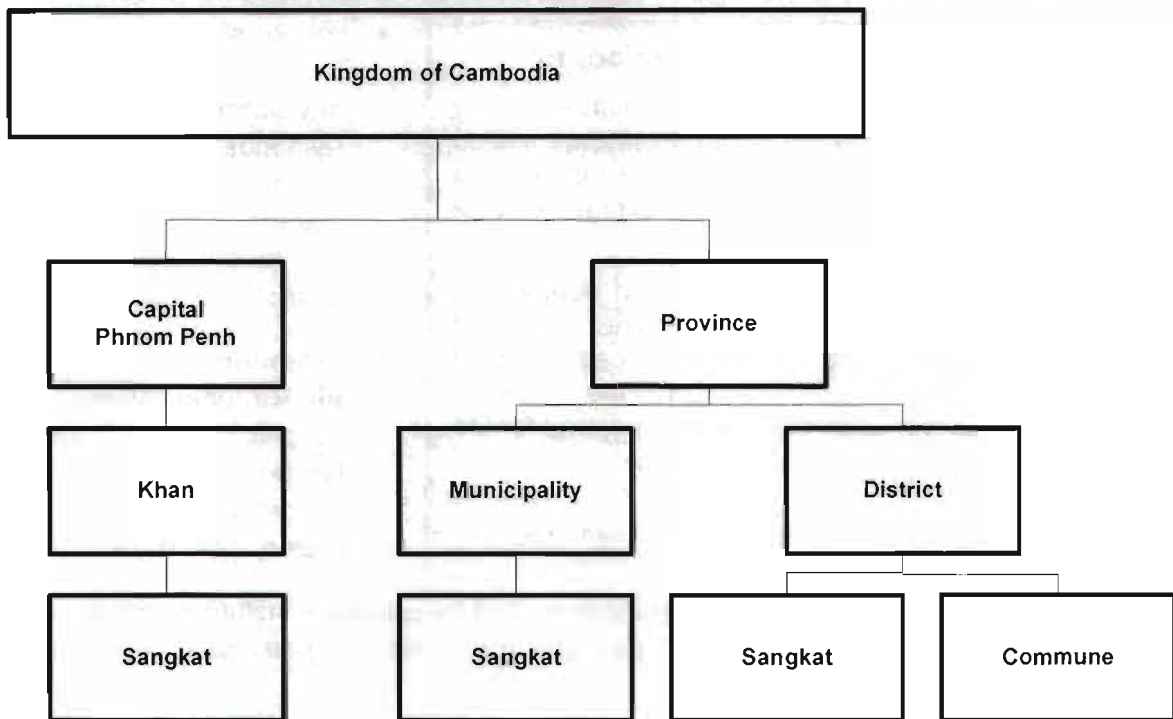 Kingdom of Cambodia
Capital
Phnom Penh
Province
Khan
Municipality
District
Sangkat
Sangkat
Sangkat
Commune